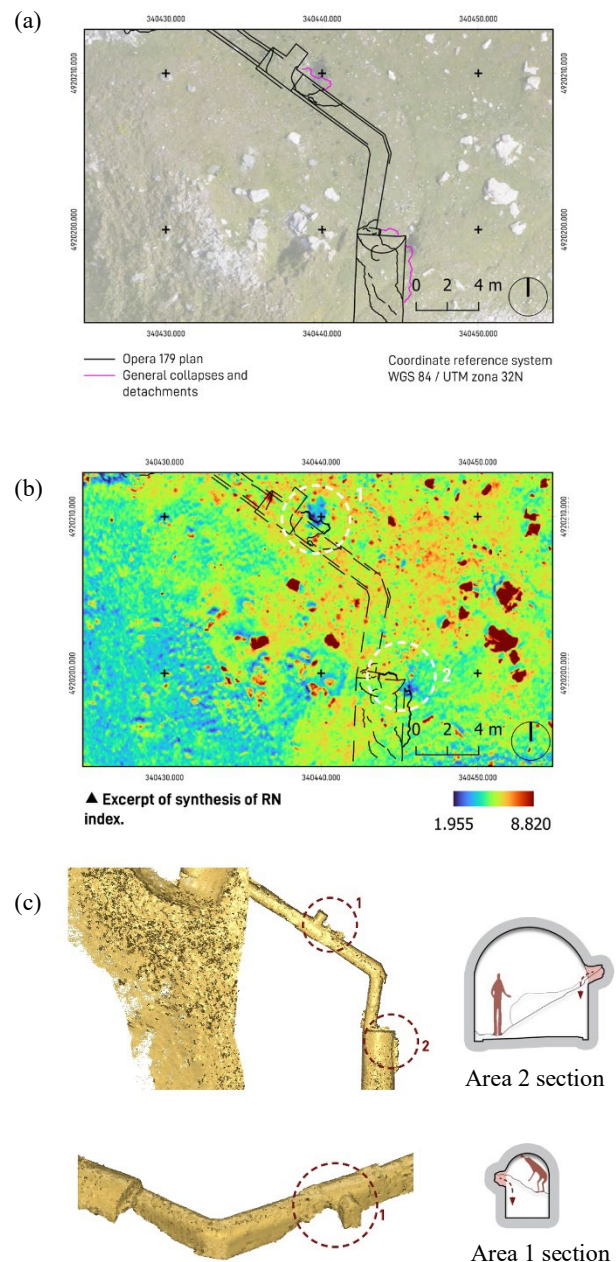 (a)
340430.000 340440.000 340450.000
4920210.000 4920210.000
4920200.000 4920200.000
0 2 4 m
340430.000 340440.000 340450.000
Opera 179 plan
General collapses and
detachments
Coordinate reference system
WGS 84 / UTM zona 32N
(b)
340430.000 340440.000 340450.000
1
4920210.000 4920210.000
2
4920200.000 4920200.000
0 2 4 m
340430.000 340440.000 340450.000
▲ Excerpt of synthesis of RN
index.
1.955 8.820
(c)
1
2
Area 2 section
1
Area 1 section